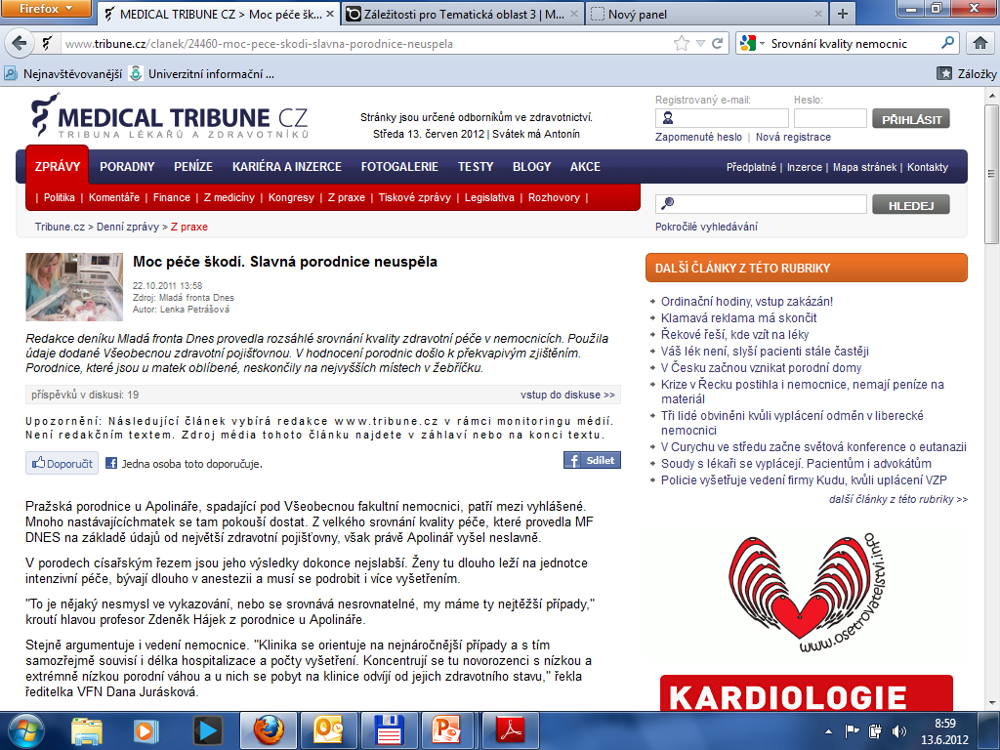 Firefox
MEDICAL TRIBUNE CZ > Moc péče šk...
Záležitosti pro Tematická oblast 3 | M...
Nový panel
www.tribune.cz/clanek/24460-moc-pece-skodi-slavna-porodnice-neuspela
Srovnání kvality nemocnic
Nejnavštěvovanější
Univerzitní informační ...
Záložky
MEDICAL TRIBUNE CZ
TRIBUNA LÉKAŘŮ A ZDRAVOTNÍKŮ
Stránky jsou určené odborníkům ve zdravotnictví.
Středa 13. červen 2012 | Svátek má Antonín
Registrovaný e-mail:
Heslo:
PŘIHLÁSIT
Zapomenuté heslo | Nová registrace
ZPRÁVY PORADNY PENÍZE KARIÉRA A INZERCE FOTOGALERIE TESTY BLOGY AKCE
Předplatné | Inzerce | Mapa stránek | Kontakty
| Politika | Komentáře | Finance | Z medicíny | Kongresy | Z praxe | Tiskové zprávy | Legislativa | Rozhovory |
HLEDEJ
Pokročilé vyhledávání
Tribune.cz > Denní zprávy > Z praxe
Moc péče škodí. Slavná porodnice neuspěla
22.10.2011 13:58
Zdroj: Mladá fronta Dnes
Autor: Lenka Petrášová
Redakce deníku Mladá fronta Dnes provedla rozsáhlé srovnání kvality zdravotní péče v nemocnicích. Použila
údaje dodané Všeobecnou zdravotní pojišťovnou. V hodnocení porodnic došlo k překvapivým zjištěním.
Porodnice, které jsou u matek oblíbené, neskončily na nejvyšších místech v žebříčku.
příspěvků v diskusi: 19
vstup do diskuse >>
Upozornění: Následující článek vybírá redakce www.tribune.cz v rámci monitoringu médií.
Není redakčním textem. Zdroj média tohoto článku najdete v záhlaví nebo na konci textu.
Doporučit
Jedna osoba toto doporučuje.
Sdílet
Pražská porodnice u Apolináře, spadající pod Všeobecnou fakultní nemocnici, patří mezi vyhlášené.
Mnoho nastávajícíchmatek se tam pokouší dostat. Z velkého srovnání kvality péče, které provedla MF
DNES na základě údajů od největší zdravotní pojišťovny, však právě Apolinář vyšel neslavně.
V porodech císařským řezem jsou jeho výsledky dokonce nejslabší. Ženy tu dlouho leží na jednotce
intenzivní péče, bývají dlouho v anestezii a musí se podrobit i více vyšetřením.
"To je nějaký nesmysl ve vykazování, nebo se srovnává nesrovnatelné, my máme ty nejtěžší případy,"
kroutí hlavou profesor Zdeněk Hájek z porodnice u Apolináře.
Stejně argumentuje i vedení nemocnice. "Klinika se orientuje na nejnáročnější případy a s tím
samozřejmě souvisí i délka hospitalizace a počty vyšetření. Koncentrují se tu novorozenci s nízkou a
extrémně nízkou porodní váhou a u nich se pobyt na klinice odvíjí od jejich zdravotního stavu," řekla
ředitelka VFN Dana Jurásková.
DALŠÍ ČLÁNKY Z TÉTO RUBRIKY
Ordinační hodiny, vstup zakázán!
Klamavá reklama má skončit
Řekové řeší, kde vzít na léky
Váš lék není, slyší pacienti stále častěji
V Česku začnou vznikat porodní domy
Krize v Řecku postihla i nemocnice, nemají peníze na
materiál
Tři lidé obviněni kvůli vyplácení odměn v liberecké
nemocnici
V Curychu ve středu začne světová konference o eutanazii
Soudy s lékaři se vyplácejí. Pacientům i advokátům
Policie vyšetřuje vedení firmy Kudu, kvůli uplácení VZP
další články z této rubriky >>
www.osetrovatelstvi.info
KARDIOLOGIE
8:59
13.6.2012